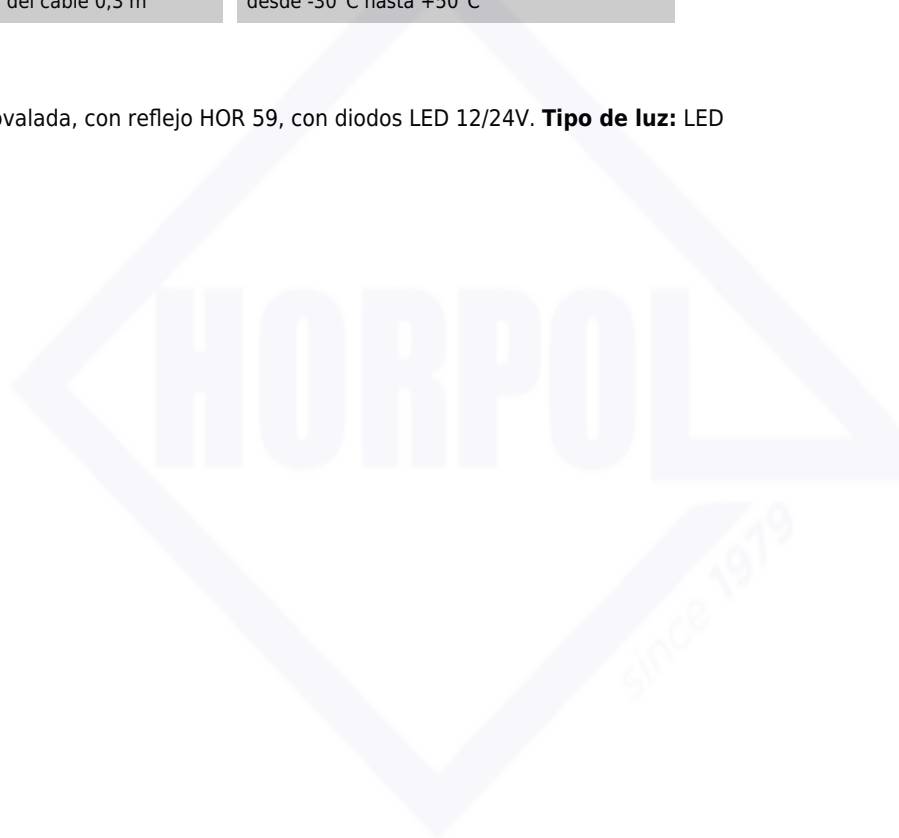 del cable 0,3 m desde -30°C hasta +50°C
ovalada, con reflejo HOR 59, con diodos LED 12/24V. Tipo de luz: LED
HORPOL
since 1979